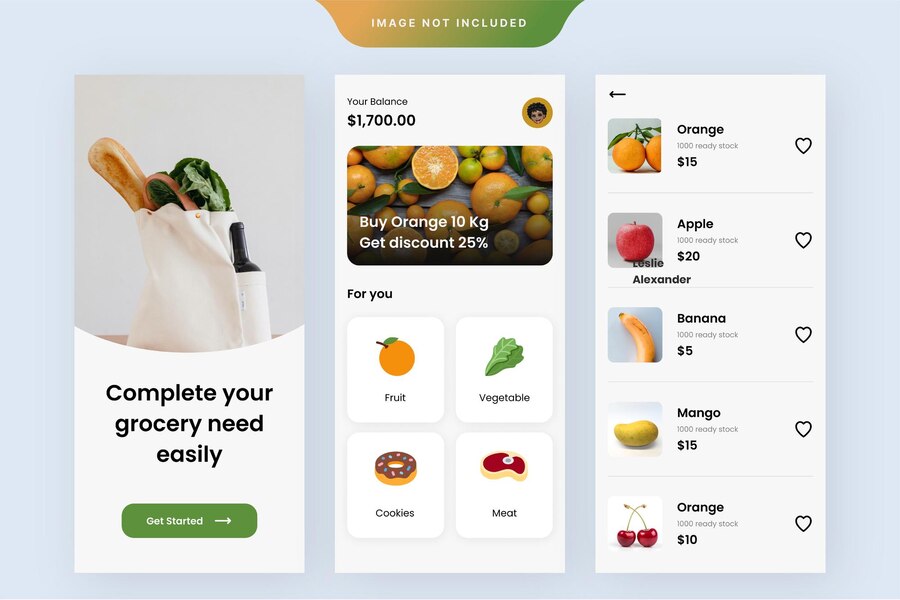 IMAGE NOT INCLUDED
Complete your
grocery need
easily
Get Started
Your Balance
$1,700.00
Buy Orange 10 Kg
Get discount 25%
For you
Fruit
Vegetable
Cookies
Meat
Orange
1000 ready stock
$15
Apple
1000 ready stock
$20
Leslie
Alexander
Banana
1000 ready stock
$5
Mango
1000 ready stock
$15
Orange
1000 ready stock
$10